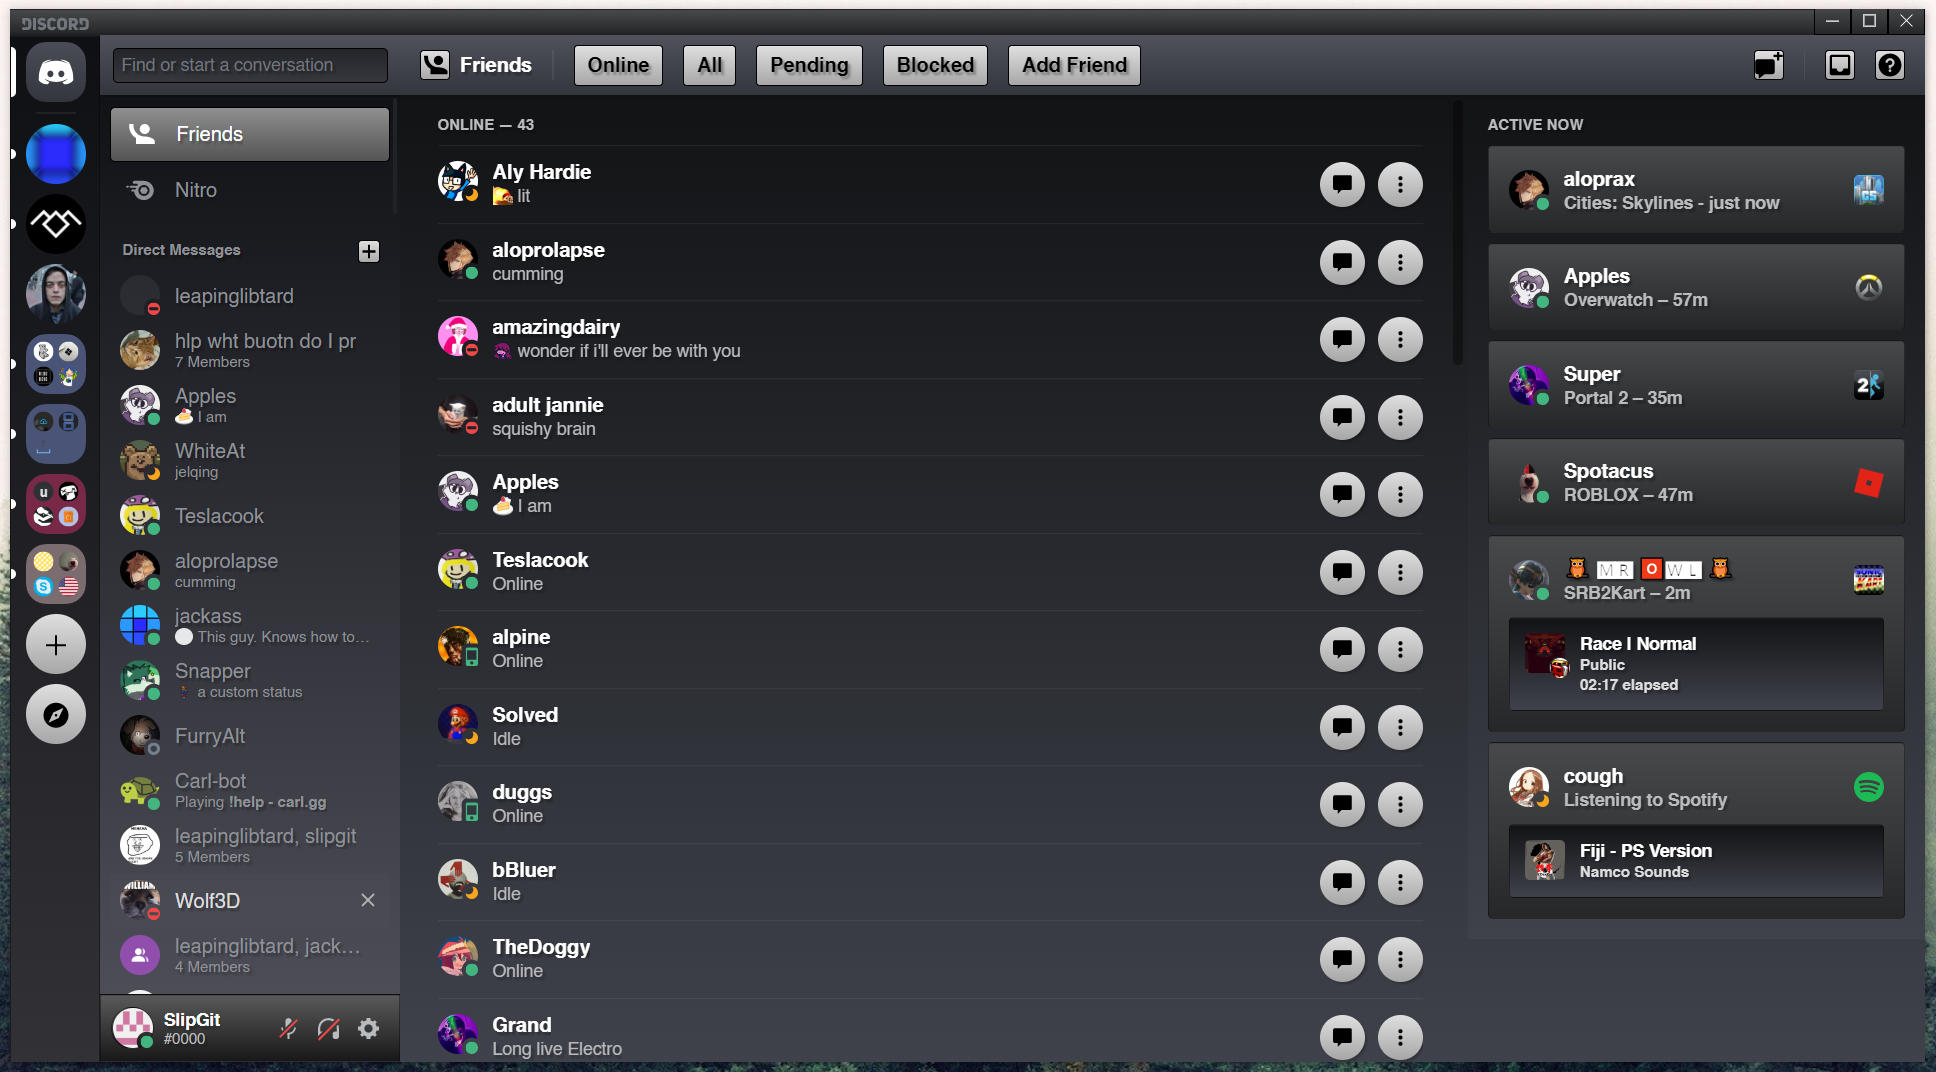 DISCORD
Find or start a conversation
Friends
Online
All
Pending
Blocked
Add Friend
Friends
Nitro
Direct Messages
leapinglibtard
hlp wht buotn do I pr
7 Members
Apples
I am
WhiteAt
jelqing
Teslacook
aloprolapse
cumming
jackass
This guy. Knows how to...
Snapper
a custom status
FurryAlt
Carl-bot
Playing !help - carl.gg
leapinglibtard, slipgit
5 Members
Wolf3D
leapinglibtard, jack...
4 Members
SlipGit
#0000
ONLINE — 43
Aly Hardie
lit
aloprolapse
cumming
amazingdairy
wonder if i'll ever be with you
adult jannie
squishy brain
Apples
I am
Teslacook
Online
alpine
Online
Solved
Idle
duggs
Online
bBluer
Idle
TheDoggy
Online
Grand
Long live Electro
ACTIVE NOW
aloprax
Cities: Skylines - just now
Apples
Overwatch – 57m
Super
Portal 2 – 35m
Spotacus
ROBLOX – 47m
MR OWL
SRB2Kart – 2m
Race I Normal
Public
02:17 elapsed
cough
Listening to Spotify
Fiji - PS Version
Namco Sounds